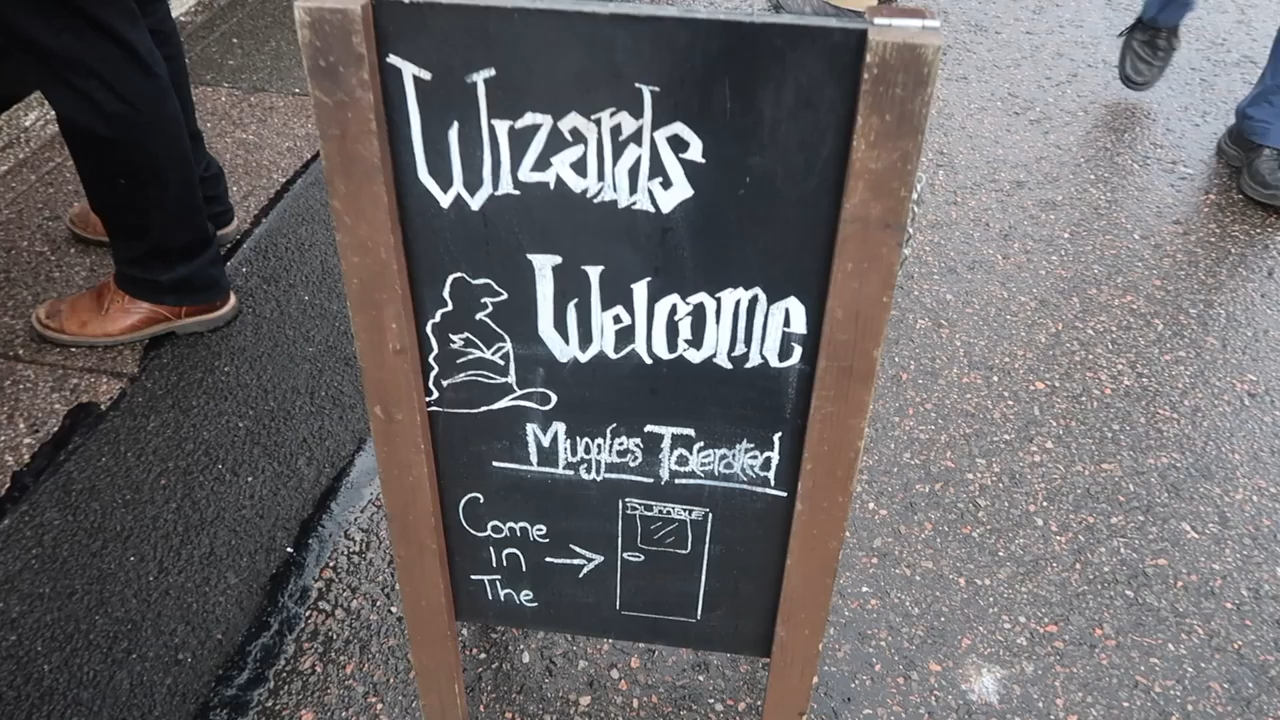 Wizards
Welcome
Muggles Tolerated
Come
in
The
DUMBLE